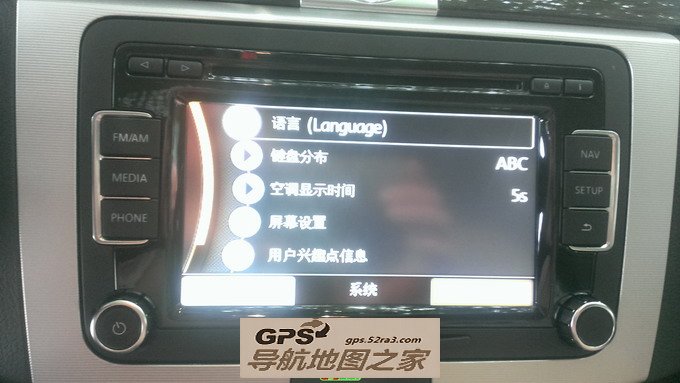 语言 (Language)
键盘分布 ABC
空调显示时间 5s
屏幕设置
用户兴趣点信息
系统
FM/AM
MEDIA
PHONE
NAV
SETUP
GPS gps.52ra3.com
导航地图之家